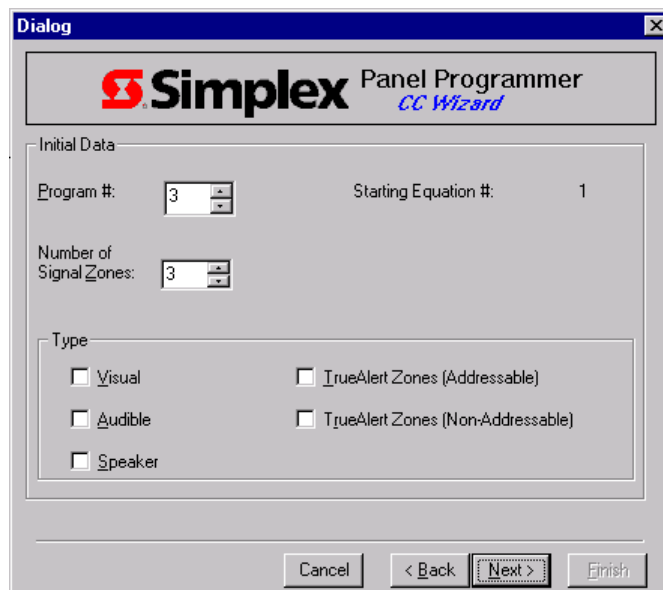 Dialog
Simplex Panel Programmer
CC Wizard
Initial Data
Program #: 3 Starting Equation #: 1
Number of
Signal Zones: 3
Type
Visual TrueAlert Zones (Addressable)
Audible TrueAlert Zones (Non-Addressable)
Speaker
Cancel < Back Next > Finish